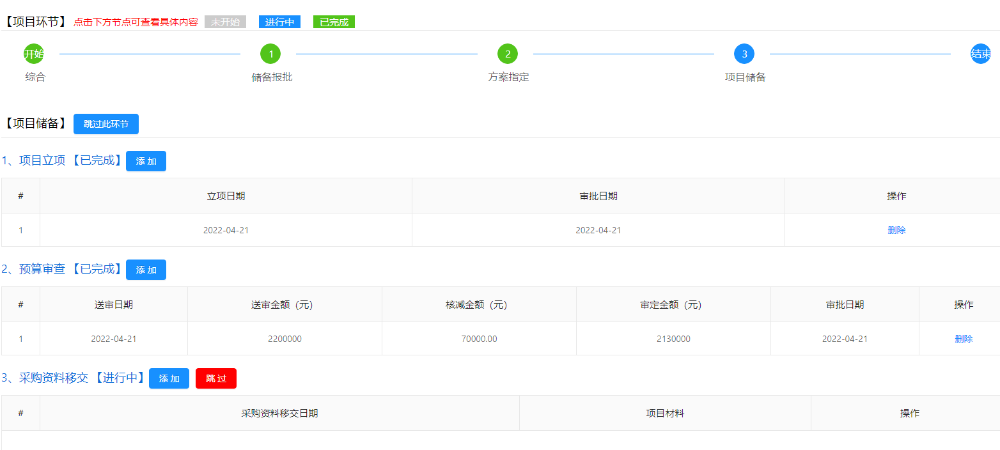 【项目环节】 点击下方节点可查看具体内容 未开始 进行中 已完成
开始 1 2 3 结束
综合 储备报批 方案指定 项目储备
【项目储备】 跳过此环节
1、项目立项 【已完成】 添 加
# 立项日期 审批日期 操作
1 2022-04-21 2022-04-21 删除
2、预算审查 【已完成】 添 加
# 送审日期 送审金额（元） 核减金额（元） 审定金额（元） 审批日期 操作
1 2022-04-21 2200000 70000.00 2130000 2022-04-21 删除
3、采购资料移交 【进行中】 添 加 跳 过
# 采购资料移交日期 项目材料 操作